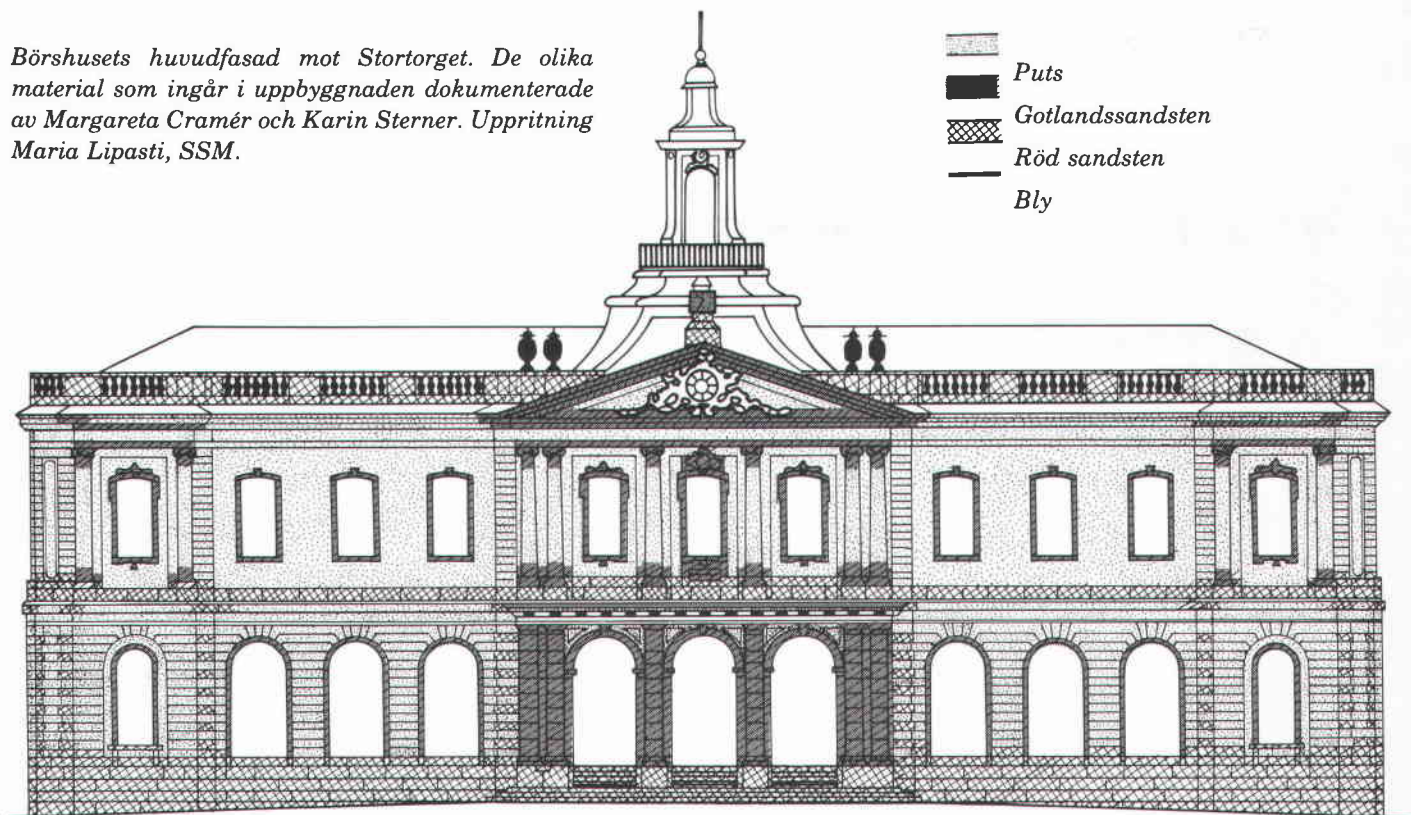 Börshusets huvudfasad mot Stortorget. De olika
material som ingår i uppbyggnaden dokumenterade
av Margareta Cramér och Karin Sterner. Uppritning
Maria Lipasti, SSM.
Puts
Gotlandssandsten
Röd sandsten
Bly